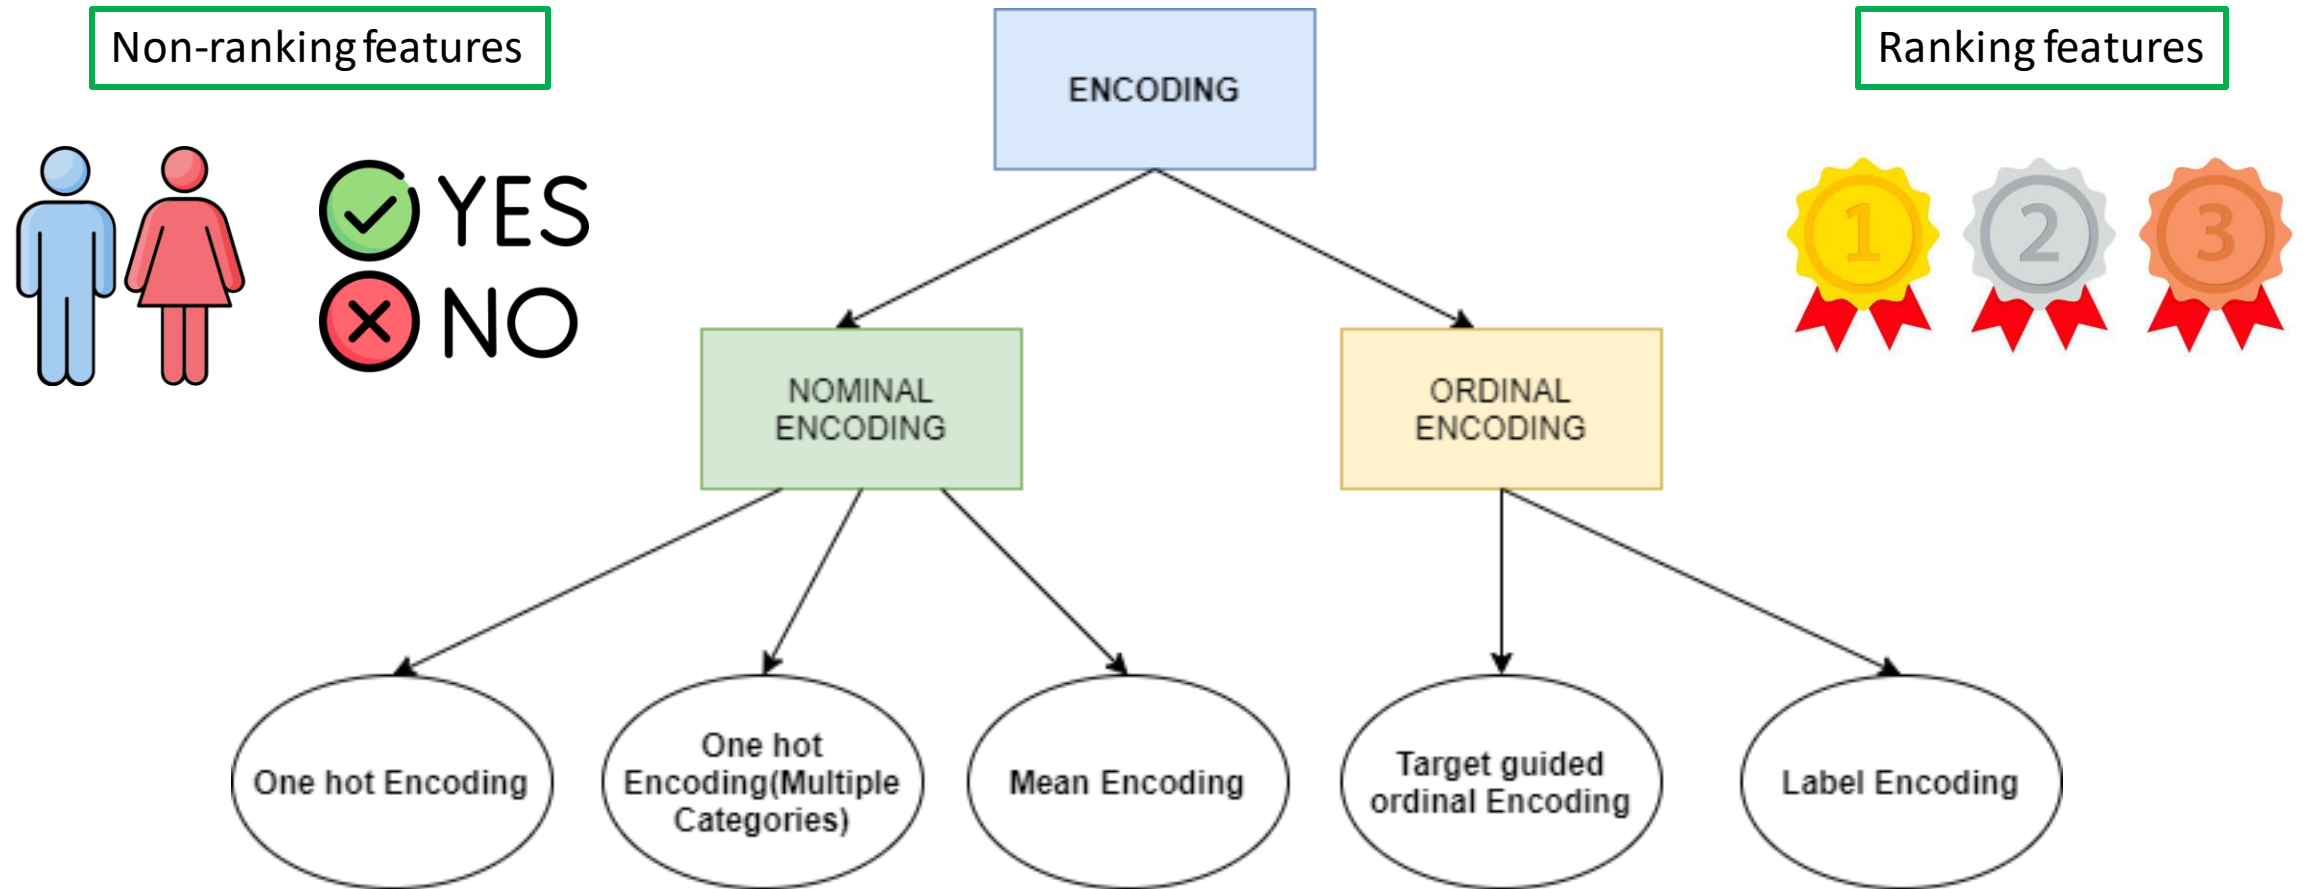 Non-ranking features
ENCODING
Ranking features
YES
NO
1
2
3
NOMINAL
ENCODING
ORDINAL
ENCODING
One hot Encoding
One hot
Encoding(Multiple
Categories)
Mean Encoding
Target guided
ordinal Encoding
Label Encoding